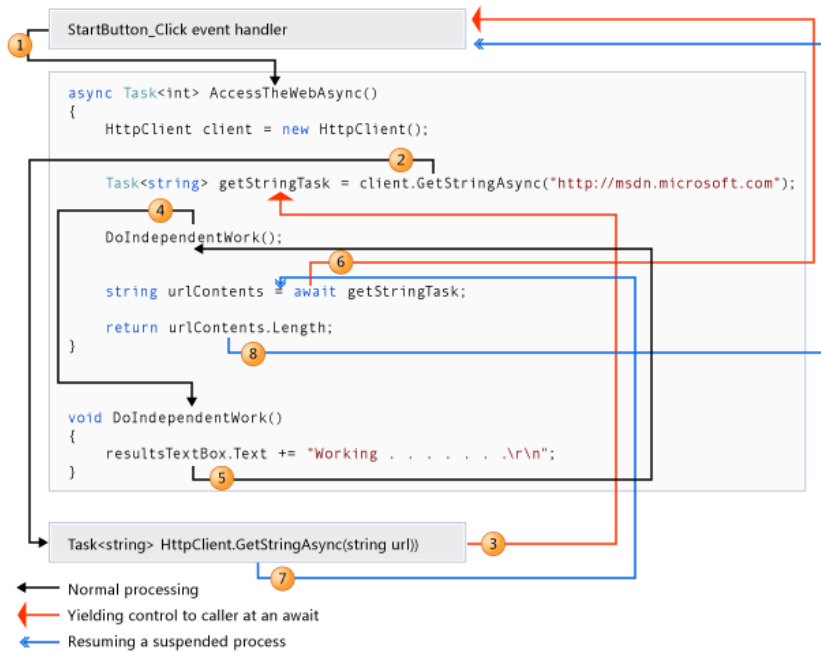 StartButton_Click event handler
1
async Task<int> AccessTheWebAsync()
{
HttpClient client = new HttpClient();
2
Task<string> getStringTask = client.GetStringAsync("http://msdn.microsoft.com");
4
DoIndependentWork();
6
string urlContents = await getStringTask;
return urlContents.Length;
}
8
void DoIndependentWork()
{
resultsTextBox.Text += "Working . . . . . . .\r\n";
}
5
Task<string> HttpClient.GetStringAsync(string url))
3
7
Normal processing
Yielding control to caller at an await
Resuming a suspended process